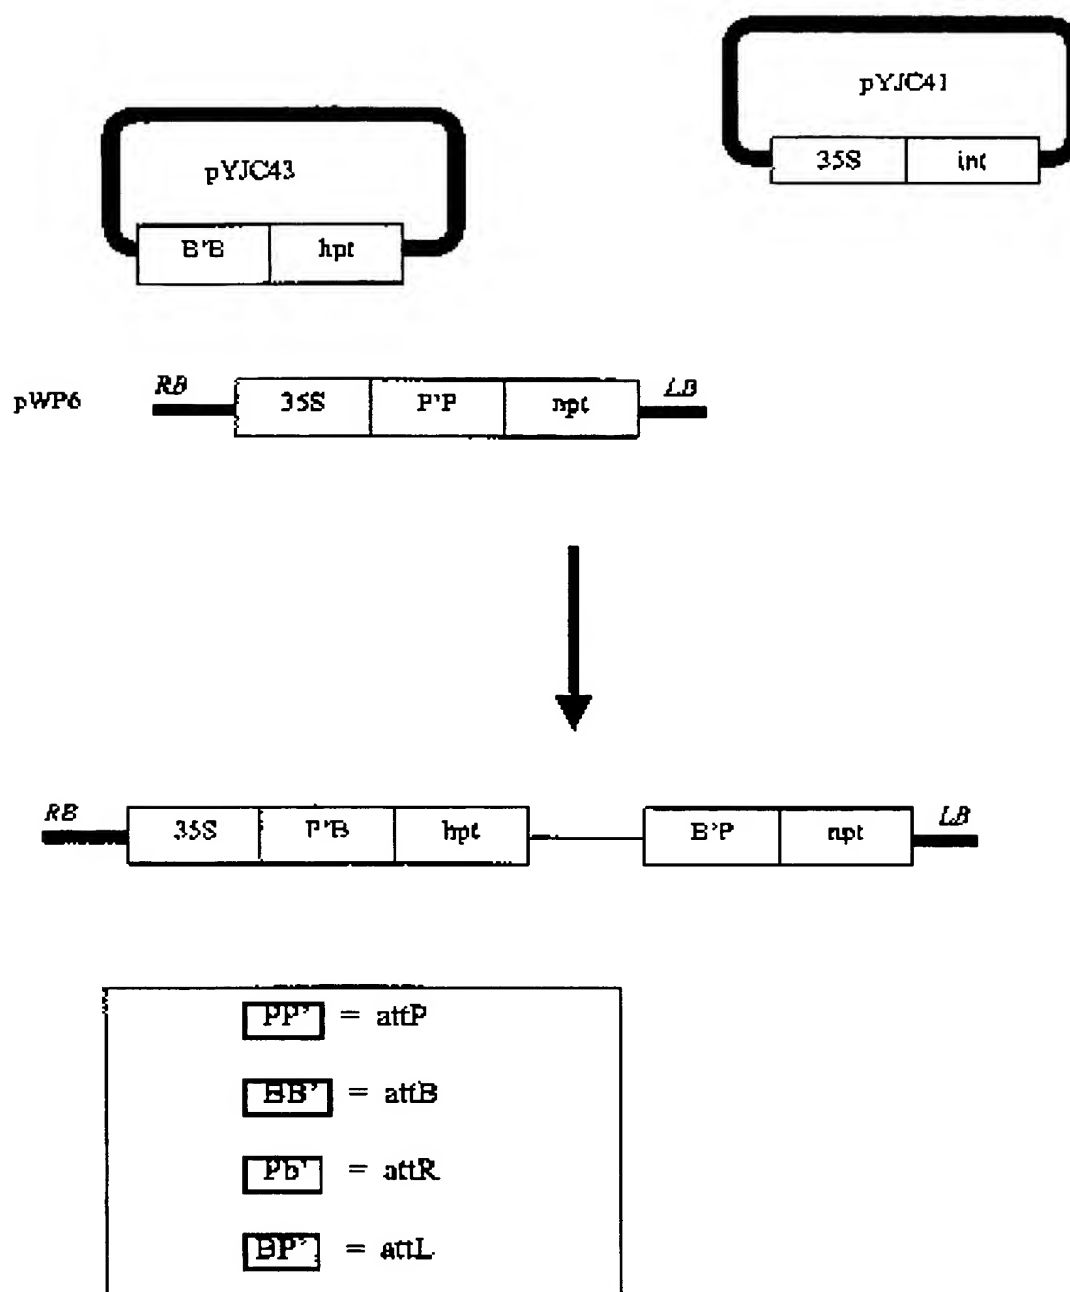 pYJC41
35S int
pYJC43
B'B hpt
pWP6 RB 35S P'P npt LB
RB 35S P'B hpt B'P npt LB
PP' = attP
BB' = attB
Pb' = attR
BP' = attL